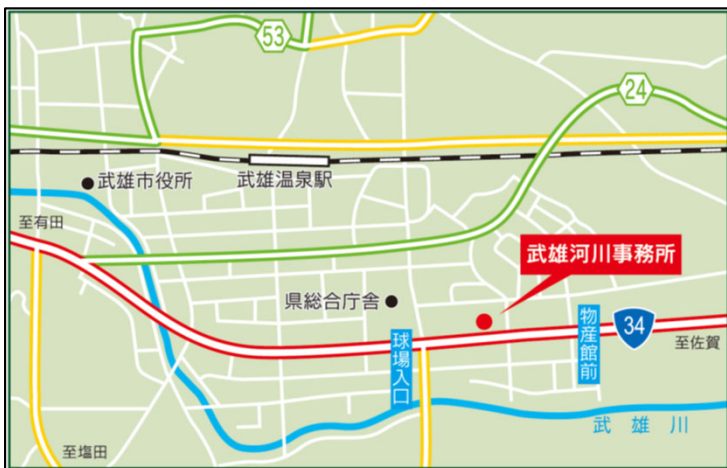 53
24
武雄市役所
武雄温泉駅
至有田
武雄河川事務所
県総合庁舎
球場入口
物産館前
34
至佐賀
武雄川
至塩田